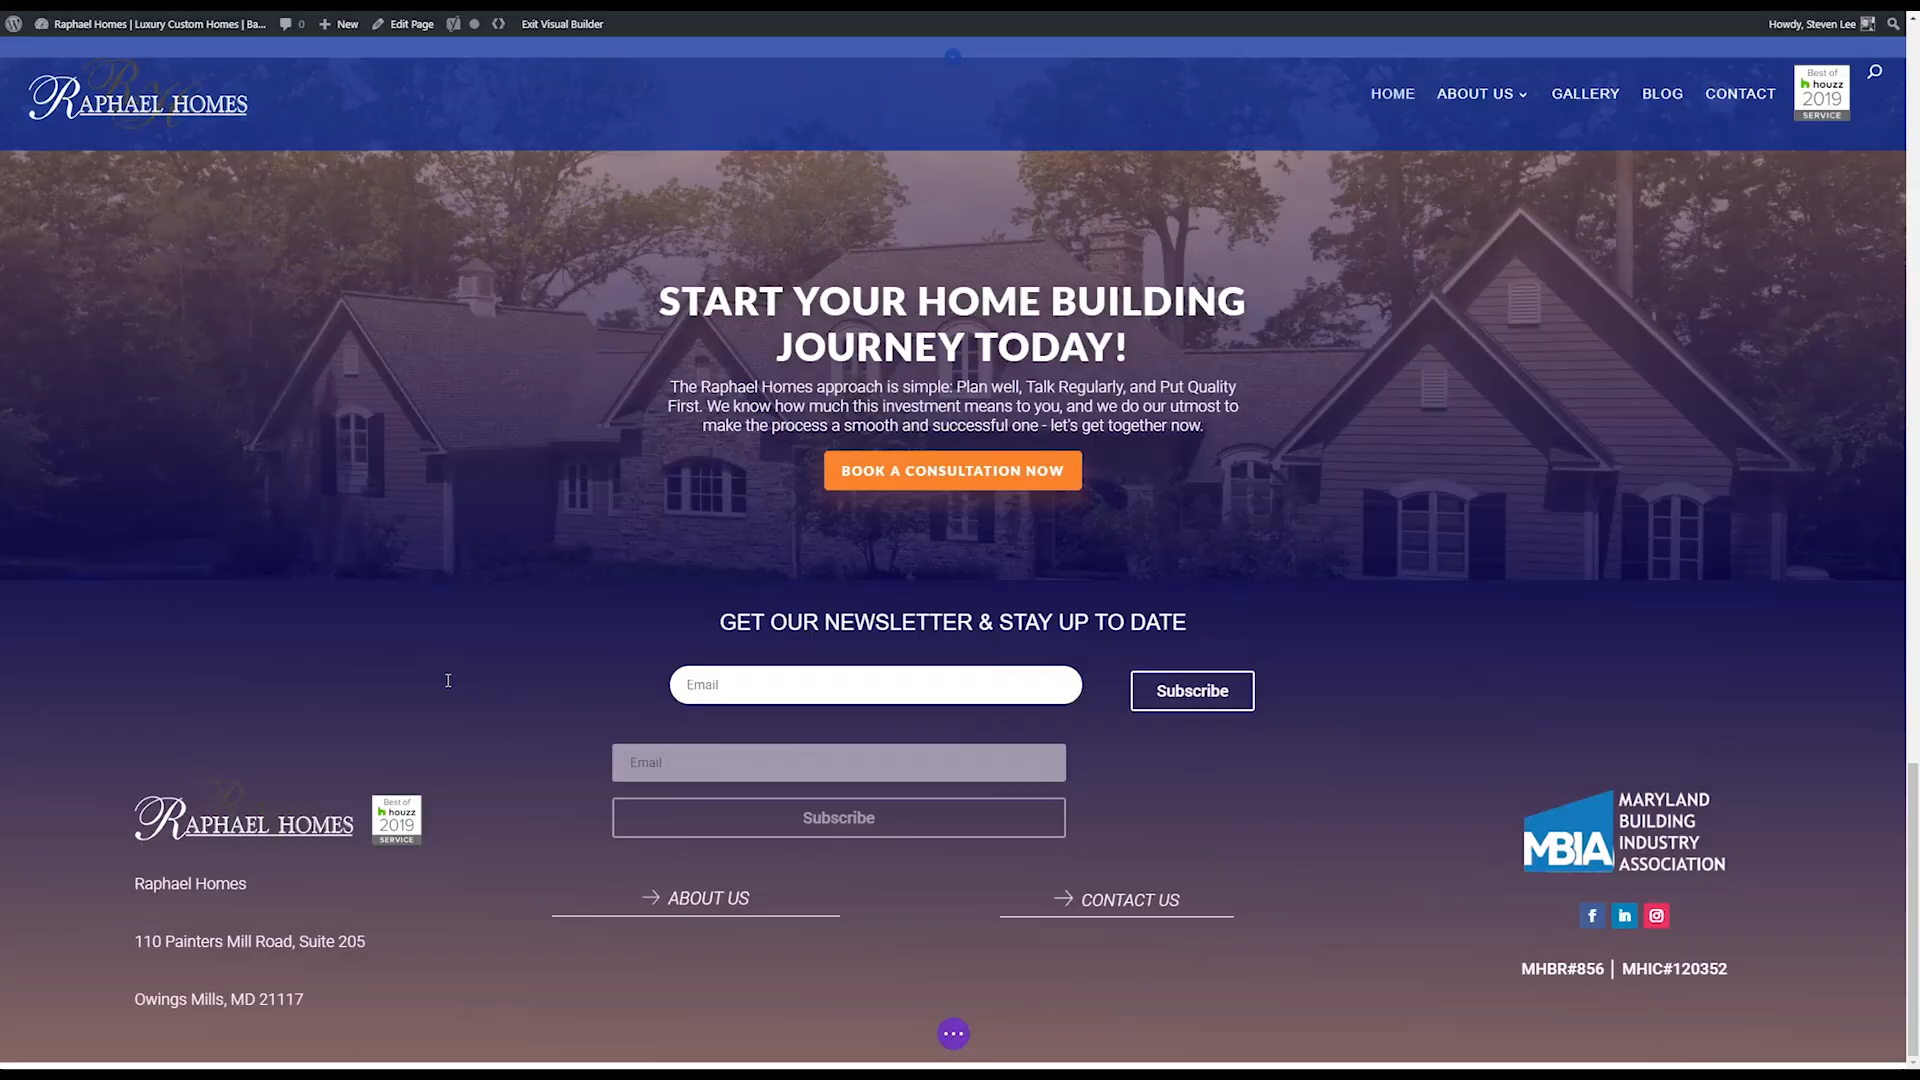 Raphael Homes | Luxury Custom Homes | Ba...
0
New
Edit Page
Exit Visual Builder
Howdy, Steven Lee
RAPHAEL HOMES
HOME
ABOUT US
GALLERY
BLOG
CONTACT
Best of
houzz
2019
SERVICE
START YOUR HOME BUILDING
JOURNEY TODAY!
The Raphael Homes approach is simple: Plan well, Talk Regularly, and Put Quality
First. We know how much this investment means to you, and we do our utmost to
make the process a smooth and successful one - let's get together now.
BOOK A CONSULTATION NOW
GET OUR NEWSLETTER & STAY UP TO DATE
Email
Subscribe
Email
Subscribe
RAPHAEL HOMES
Best of
houzz
2019
SERVICE
Raphael Homes
110 Painters Mill Road, Suite 205
Owings Mills, MD 21117
ABOUT US
CONTACT US
MBIA
MARYLAND
BUILDING
INDUSTRY
ASSOCIATION
MHBR#856 | MHIC#120352